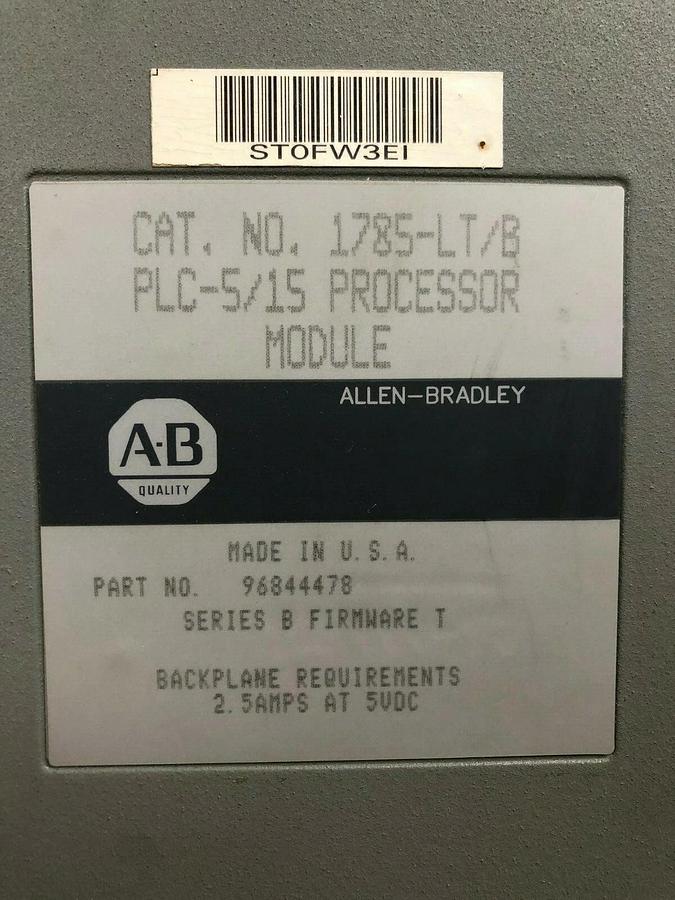 ST0FW3EI
CAT. NO. 1785-LT/B
PLC-5/15 PROCESSOR
MODULE
ALLEN-BRADLEY
A·B
QUALITY
MADE IN U.S.A.
PART NO. 96844478
SERIES B FIRMWARE T
BACKPLANE REQUIREMENTS
2.5AMPS AT 5VDC